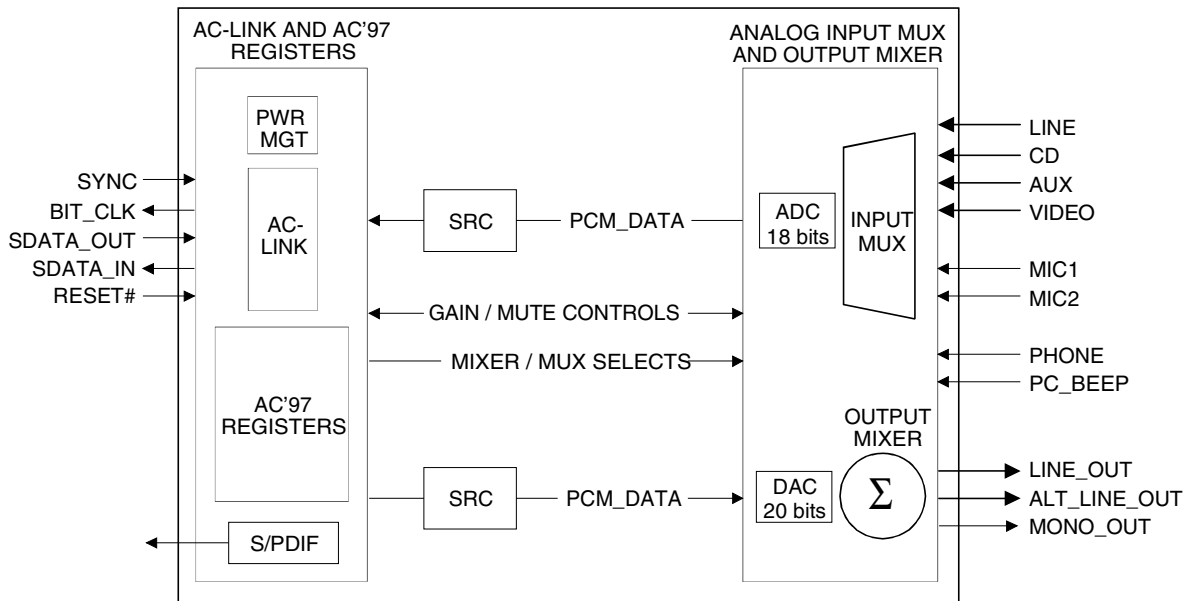 AC-LINK AND AC'97
REGISTERS
ANALOG INPUT MUX
AND OUTPUT MIXER
PWR
MGT
SYNC
BIT_CLK
SDATA_OUT
SDATA_IN
RESET#
AC-
LINK
SRC
PCM_DATA
ADC
18 bits
INPUT
MUX
LINE
CD
AUX
VIDEO
MIC1
MIC2
PHONE
PC_BEEP
GAIN / MUTE CONTROLS
MIXER / MUX SELECTS
AC'97
REGISTERS
OUTPUT
MIXER
SRC
PCM_DATA
DAC
20 bits
Σ
LINE_OUT
ALT_LINE_OUT
MONO_OUT
S/PDIF